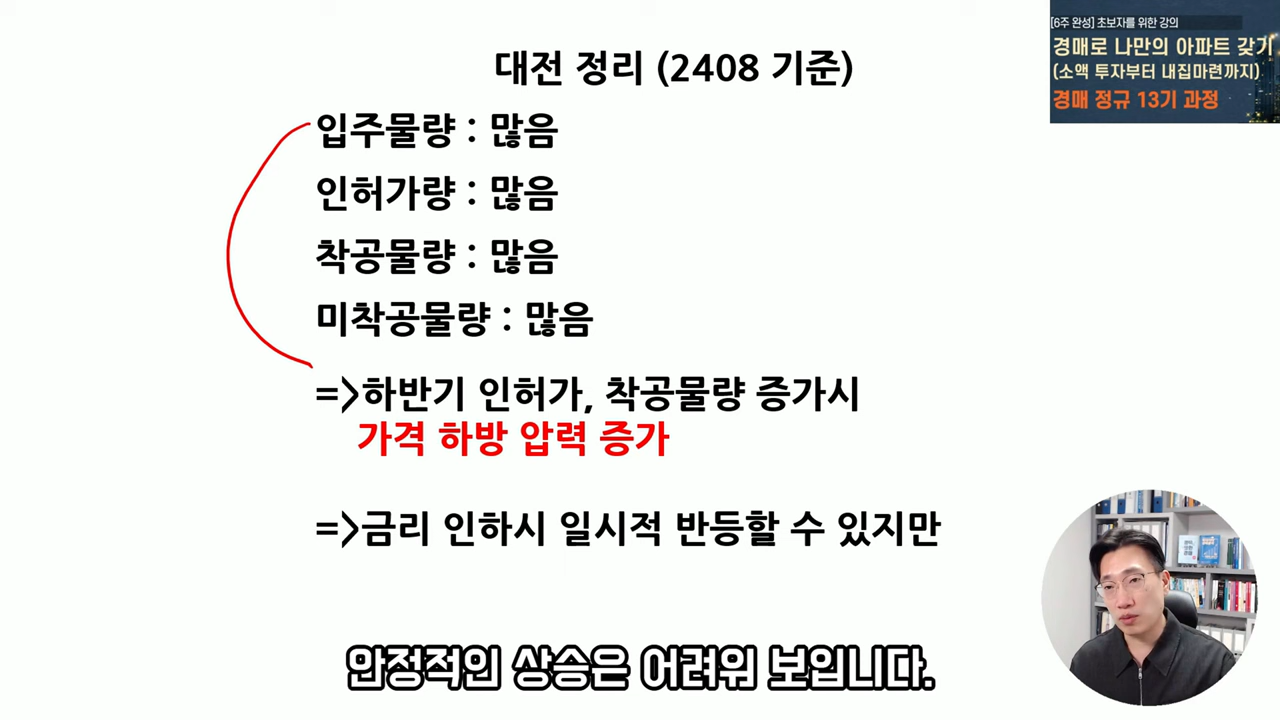 대전 정리 (2408 기준)
[6주 완성] 초보자를 위한 강의
경매로 나만의 아파트 갖기
(소액 투자부터 내집마련까지)
경매 정규 13기 과정
입주물량 : 많음
인허가량 : 많음
착공물량 : 많음
미착공물량 : 많음
=>하반기 인허가, 착공물량 증가시
가격 하방 압력 증가
=>금리 인하시 일시적 반등할 수 있지만
안정적인 상승은 어려워 보입니다.